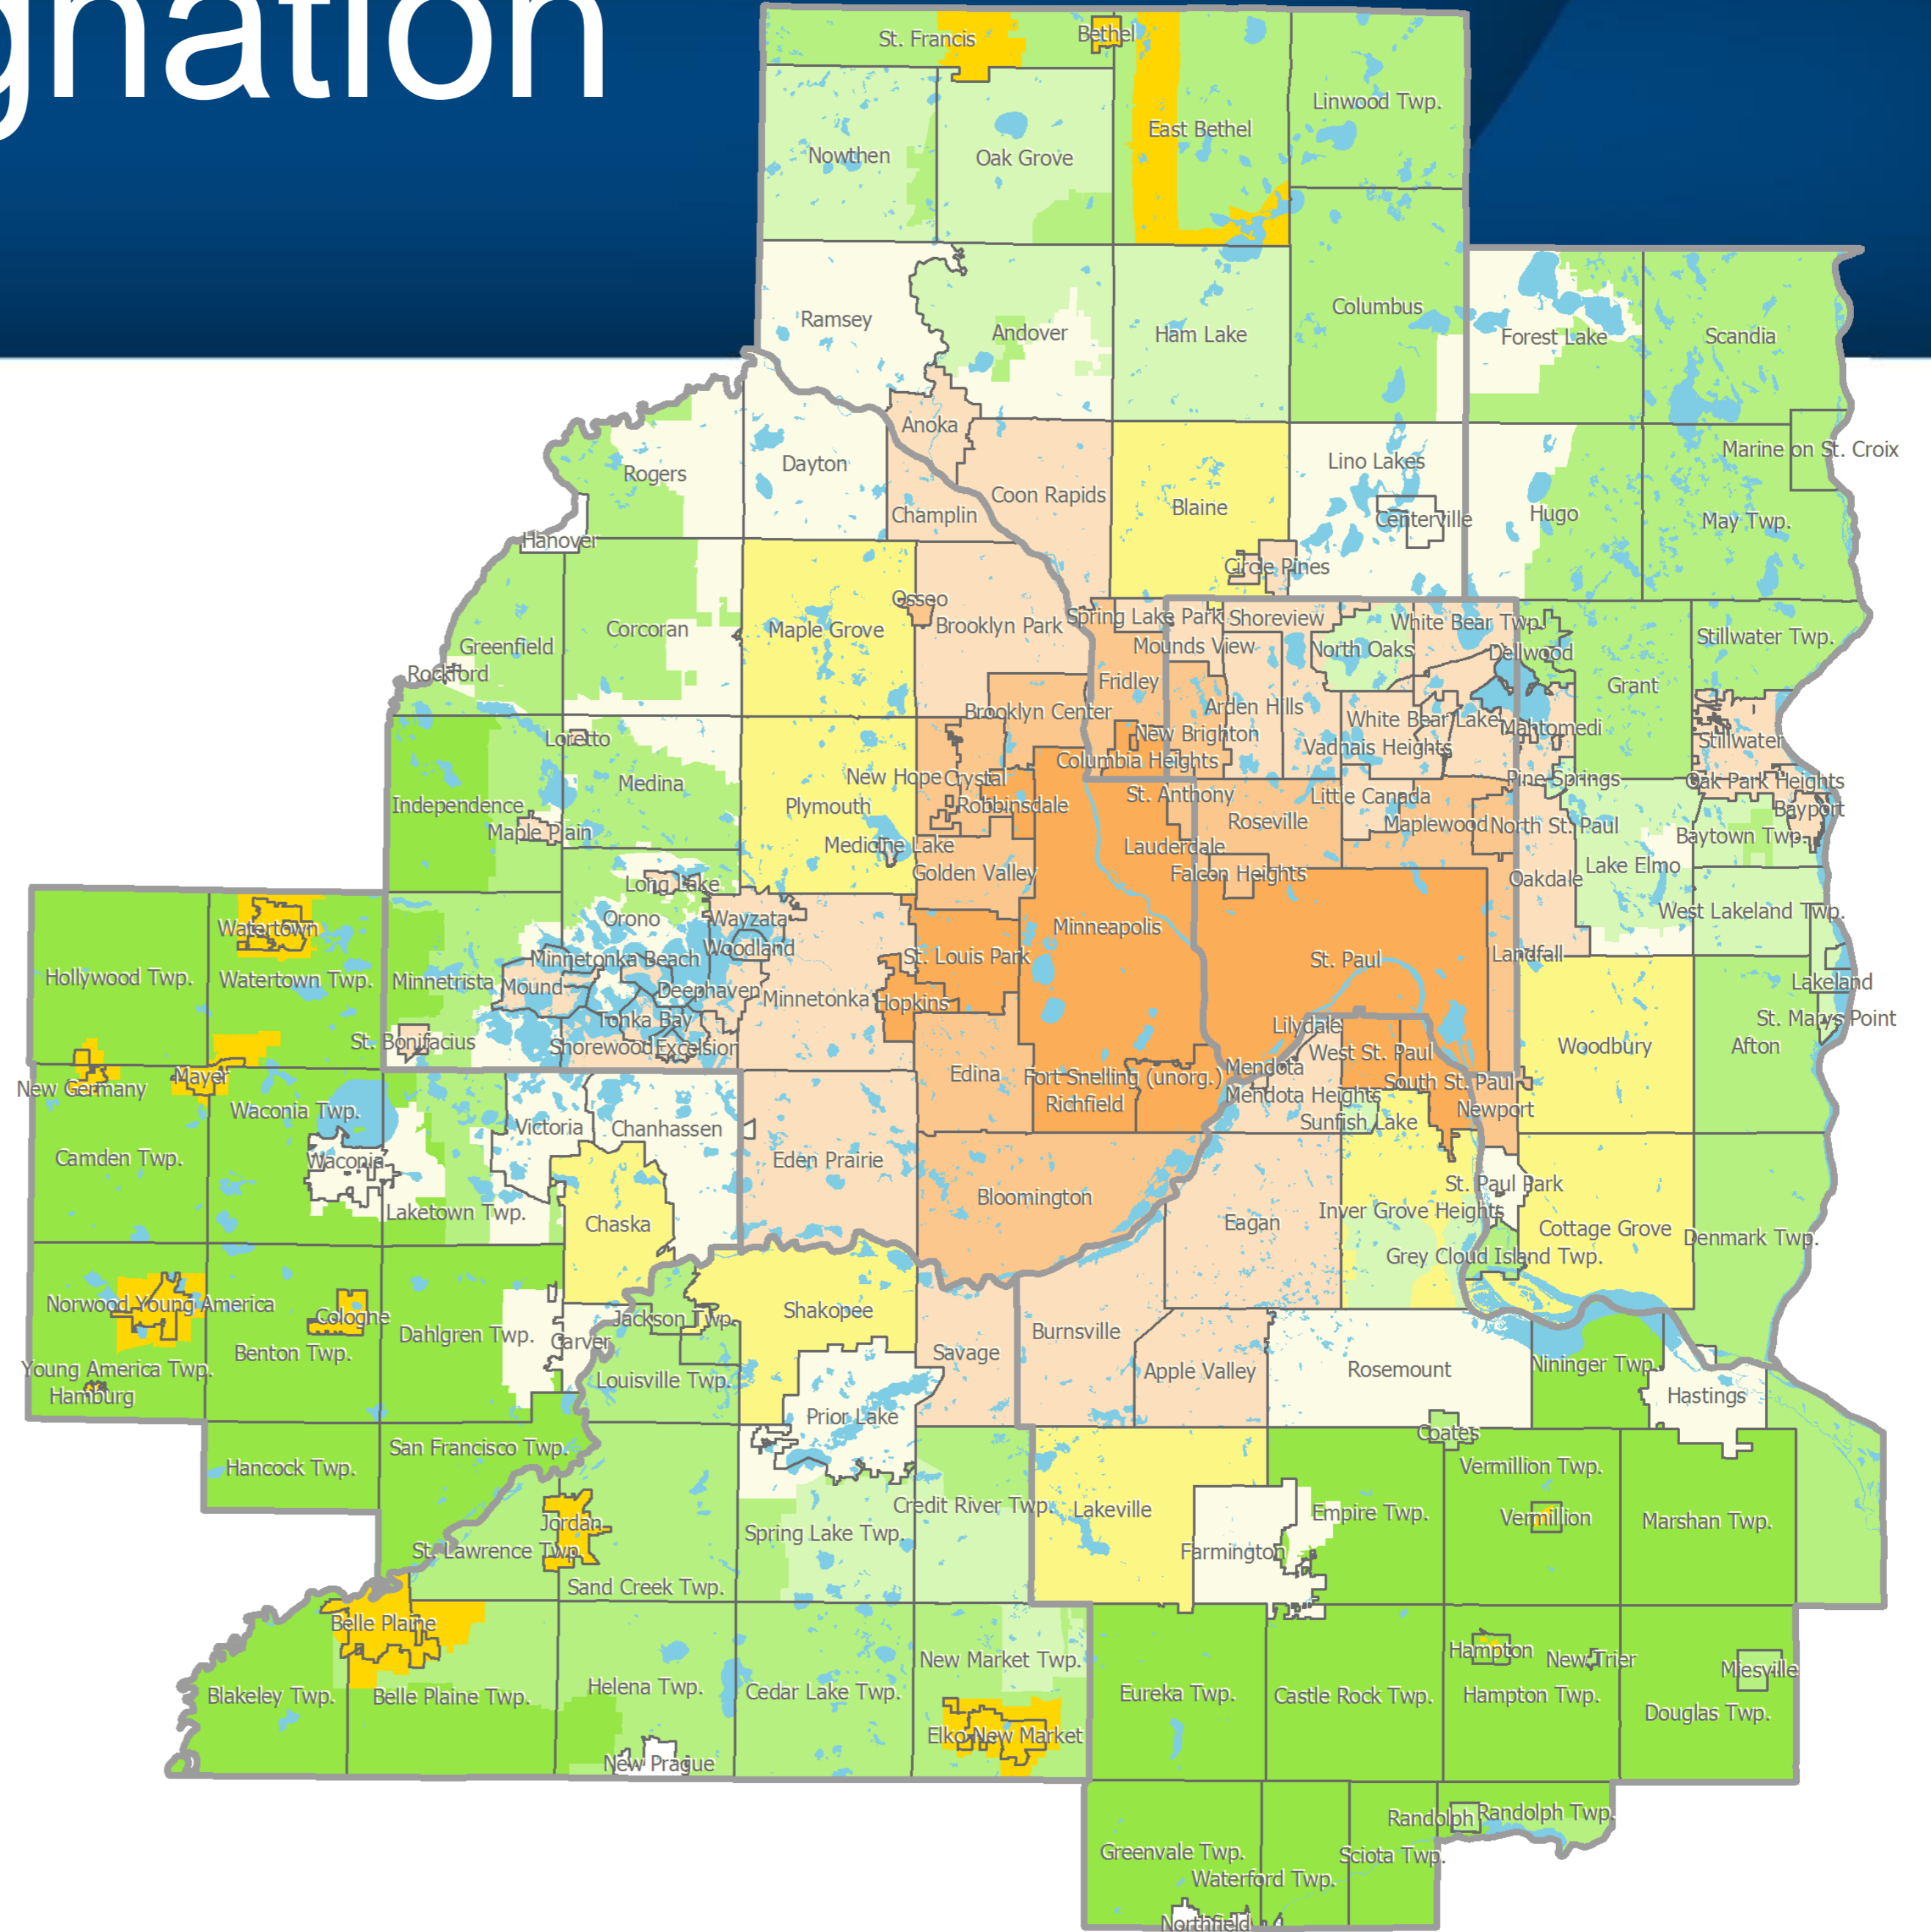 gnation
St. Francis
Bethel
Linwood Twp.
East Bethel
Nowthen
Oak Grove
Columbus
Ramsey
Andover
Ham Lake
Forest Lake
Scandia
Anoka
Marine on St. Croix
Rogers
Dayton
Lino Lakes
Coon Rapids
Blaine
Champlin
Centerville
Hugo
May Twp.
Hanover
Circle Pines
Osseo
Spring Lake Park
Shoreview
White Bear Twp.
Corcoran
Maple Grove
Brooklyn Park
Stillwater Twp.
Greenfield
Mounds View
North Oaks
Dellwood
Rockford
Fridley
Grant
Brooklyn Center
Arden Hills
White Bear Lake
Mahtomedi
Loretto
New Brighton
Vadnais Heights
Stillwater
Columbia Heights
Medina
New Hope
Crystal
Pine Springs
Oak Park Heights
Independence
Plymouth
Robbinsdale
St. Anthony
Little Canada
Bayport
Maple Plain
Roseville
Maplewood
North St. Paul
Baytown Twp.
Medicine Lake
Lauderdale
Golden Valley
Falcon Heights
Lake Elmo
Long Lake
Oakdale
Orono
Wayzata
West Lakeland Twp.
Watertown
Minneapolis
Woodland
St. Louis Park
St. Paul
Landfall
Minnetonka Beach
Hollywood Twp.
Watertown Twp.
Minnetrista
Mound
Deephaven
Minnetonka
Hopkins
Lakeland
Tonka Bay
Lilydale
St. Marys Point
St. Bonifacius
Shorewood
Excelsior
West St. Paul
Woodbury
Afton
New Germany
Mayer
Edina
Fort Snelling (unorg.)
Mendota
South St. Paul
Richfield
Mendota Heights
Newport
Waconia Twp.
Victoria
Chanhassen
Sunfish Lake
Camden Twp.
Waconia
Eden Prairie
St. Paul Park
Bloomington
Laketown Twp.
Chaska
Eagan
Inver Grove Heights
Cottage Grove
Denmark Twp.
Grey Cloud Island Twp.
Norwood Young America
Cologne
Jackson Twp.
Shakopee
Dahlgren Twp.
Carver
Burnsville
Benton Twp.
Savage
Young America Twp.
Louisville Twp.
Apple Valley
Rosemount
Nininger Twp.
Hamburg
Hastings
Prior Lake
Coates
San Francisco Twp.
Hancock Twp.
Vermillion Twp.
Credit River Twp.
Lakeville
Empire Twp.
Vermillion
Marshan Twp.
Jordan
Spring Lake Twp.
St. Lawrence Twp.
Farmington
Sand Creek Twp.
Belle Plaine
Hampton
New Trier
New Market Twp.
Miesville
Blakeley Twp.
Belle Plaine Twp.
Helena Twp.
Cedar Lake Twp.
Eureka Twp.
Castle Rock Twp.
Hampton Twp.
Douglas Twp.
Elko New Market
New Prague
Randolph
Randolph Twp.
Greenvale Twp.
Sciota Twp.
Waterford Twp.
Northfield